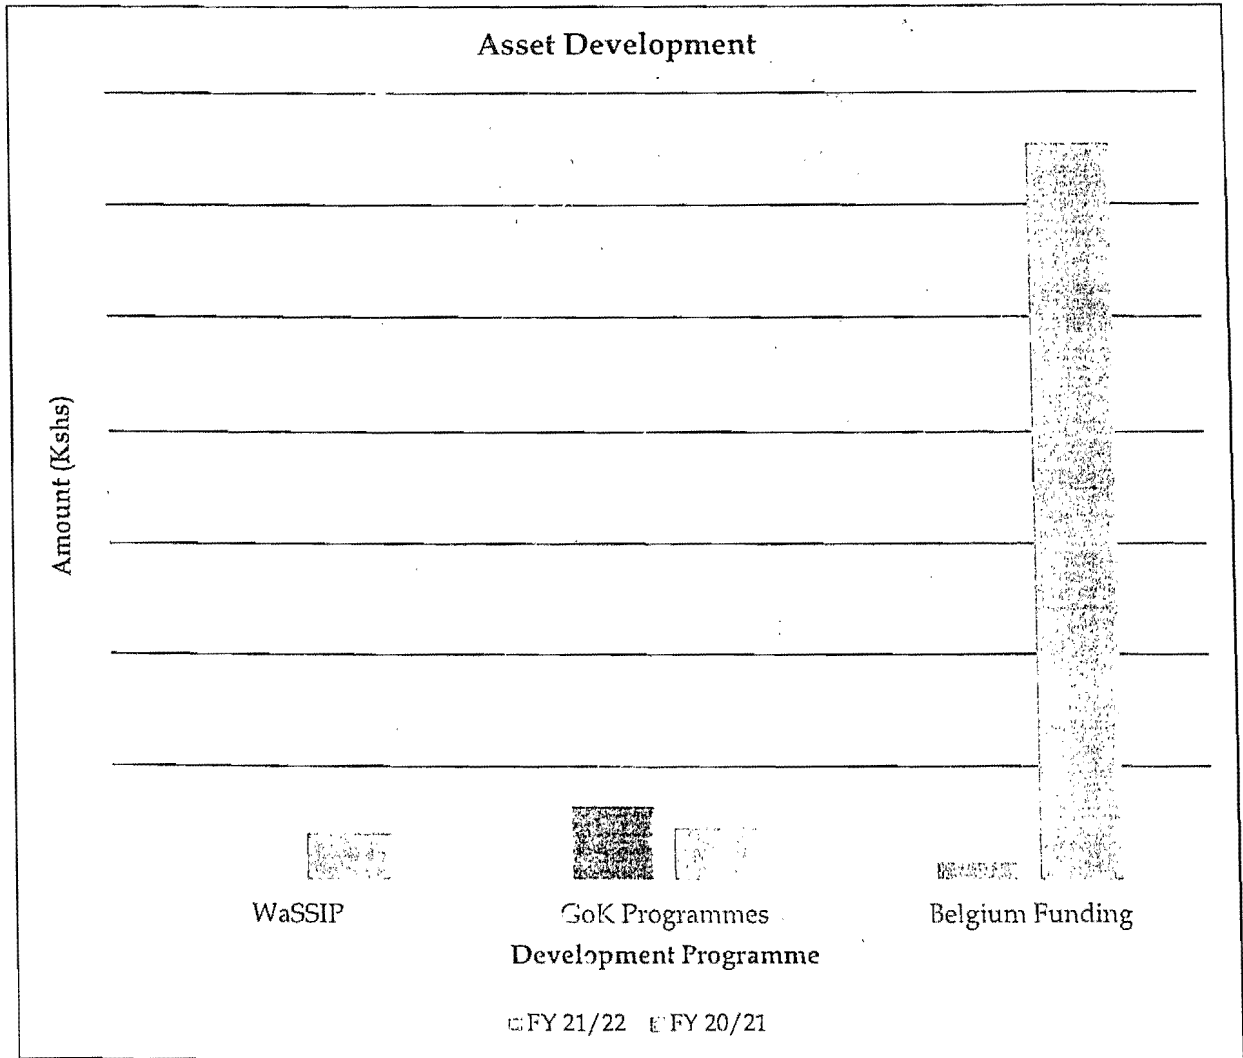 Asset Development
Amount (Kshs)
WaSSIP GoK Programmes Belgium Funding
Development Programme
FY 21/22 FY 20/21